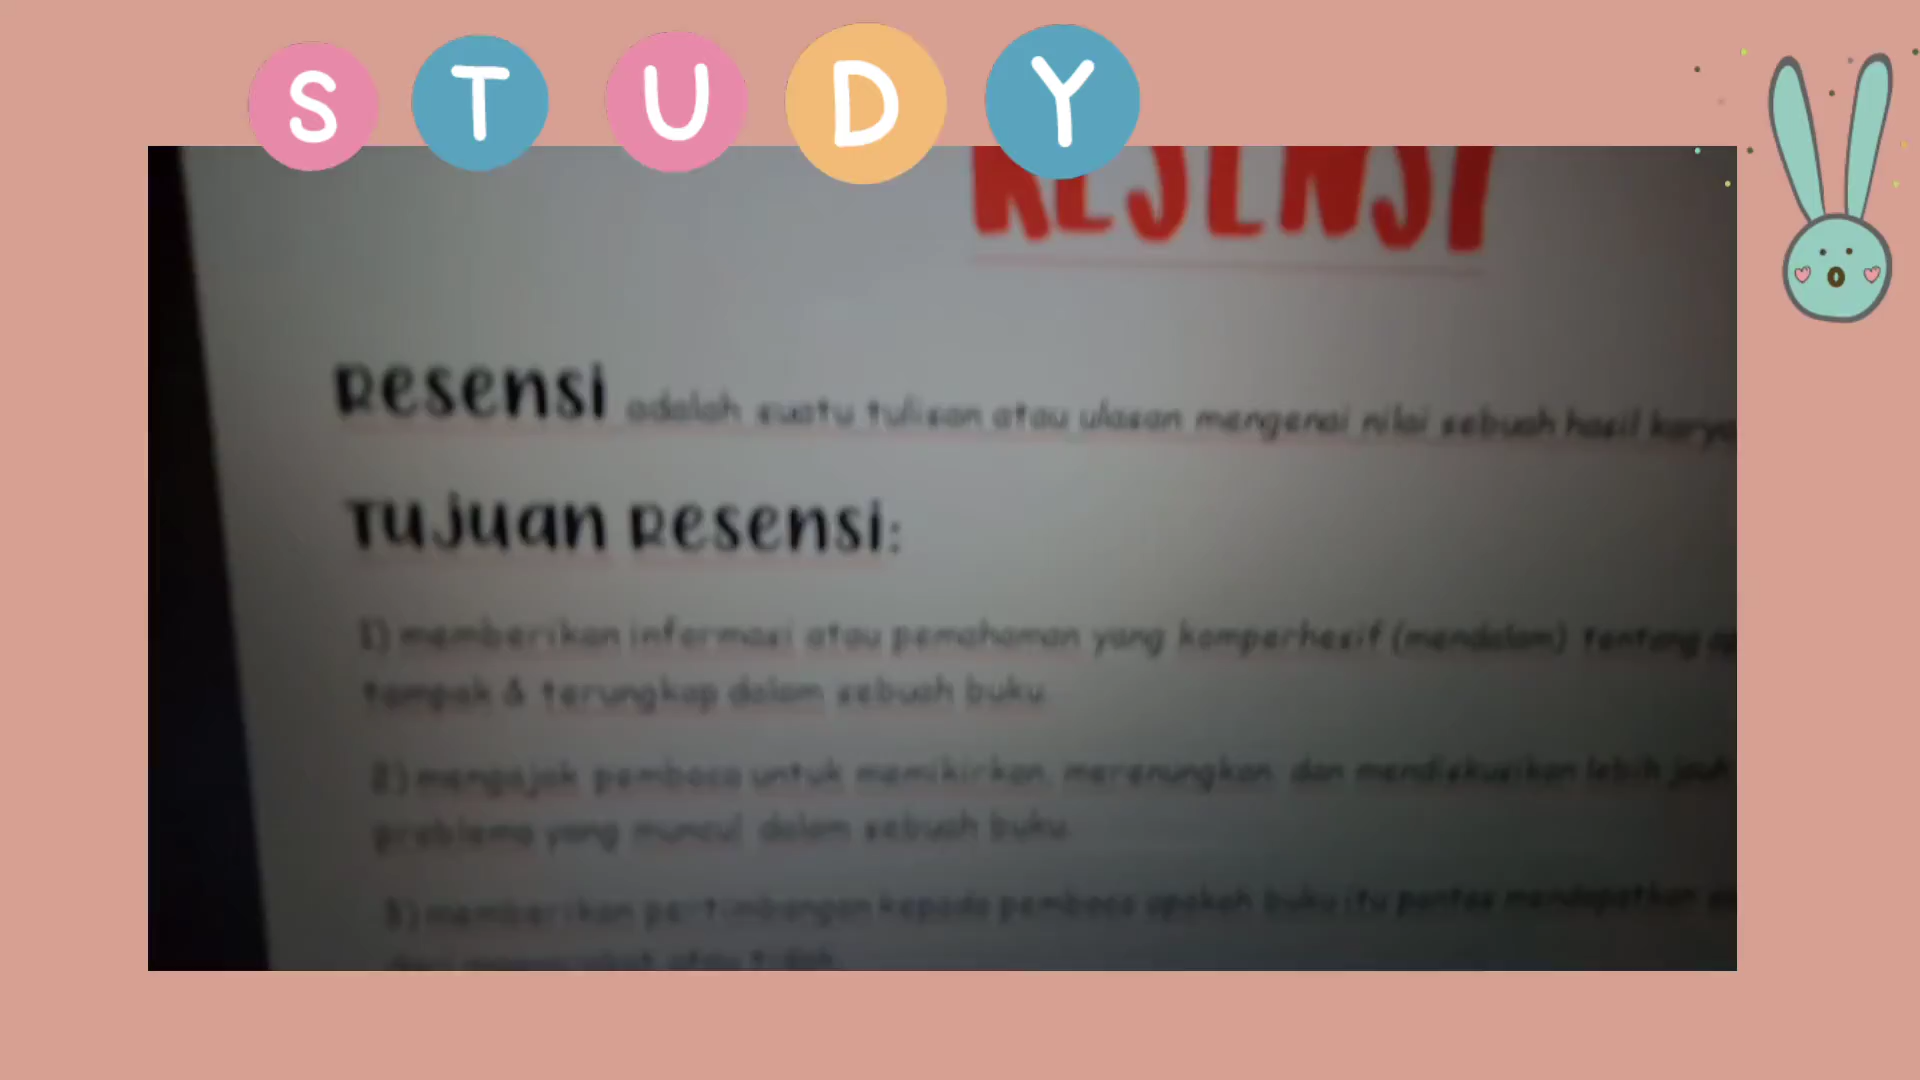 STUDY
RESENSI
Resensi adalah suatu tulisan atau ulasan mengenai nilai sebuah hasil karya
Tujuan Resensi:
1) memberikan informasi atau pemahaman yang komperhesif (mendalam) tentang
tampak & terungkap dalam sebuah buku.
2) mengajak pembaca untuk memikirkan, merenungkan, dan mendiskusikan lebih jauh
problema yang muncul dalam sebuah buku.
3) memberikan pertimbangan kepada pembaca apakah buku itu pantas mendapatkan
atau tidak.